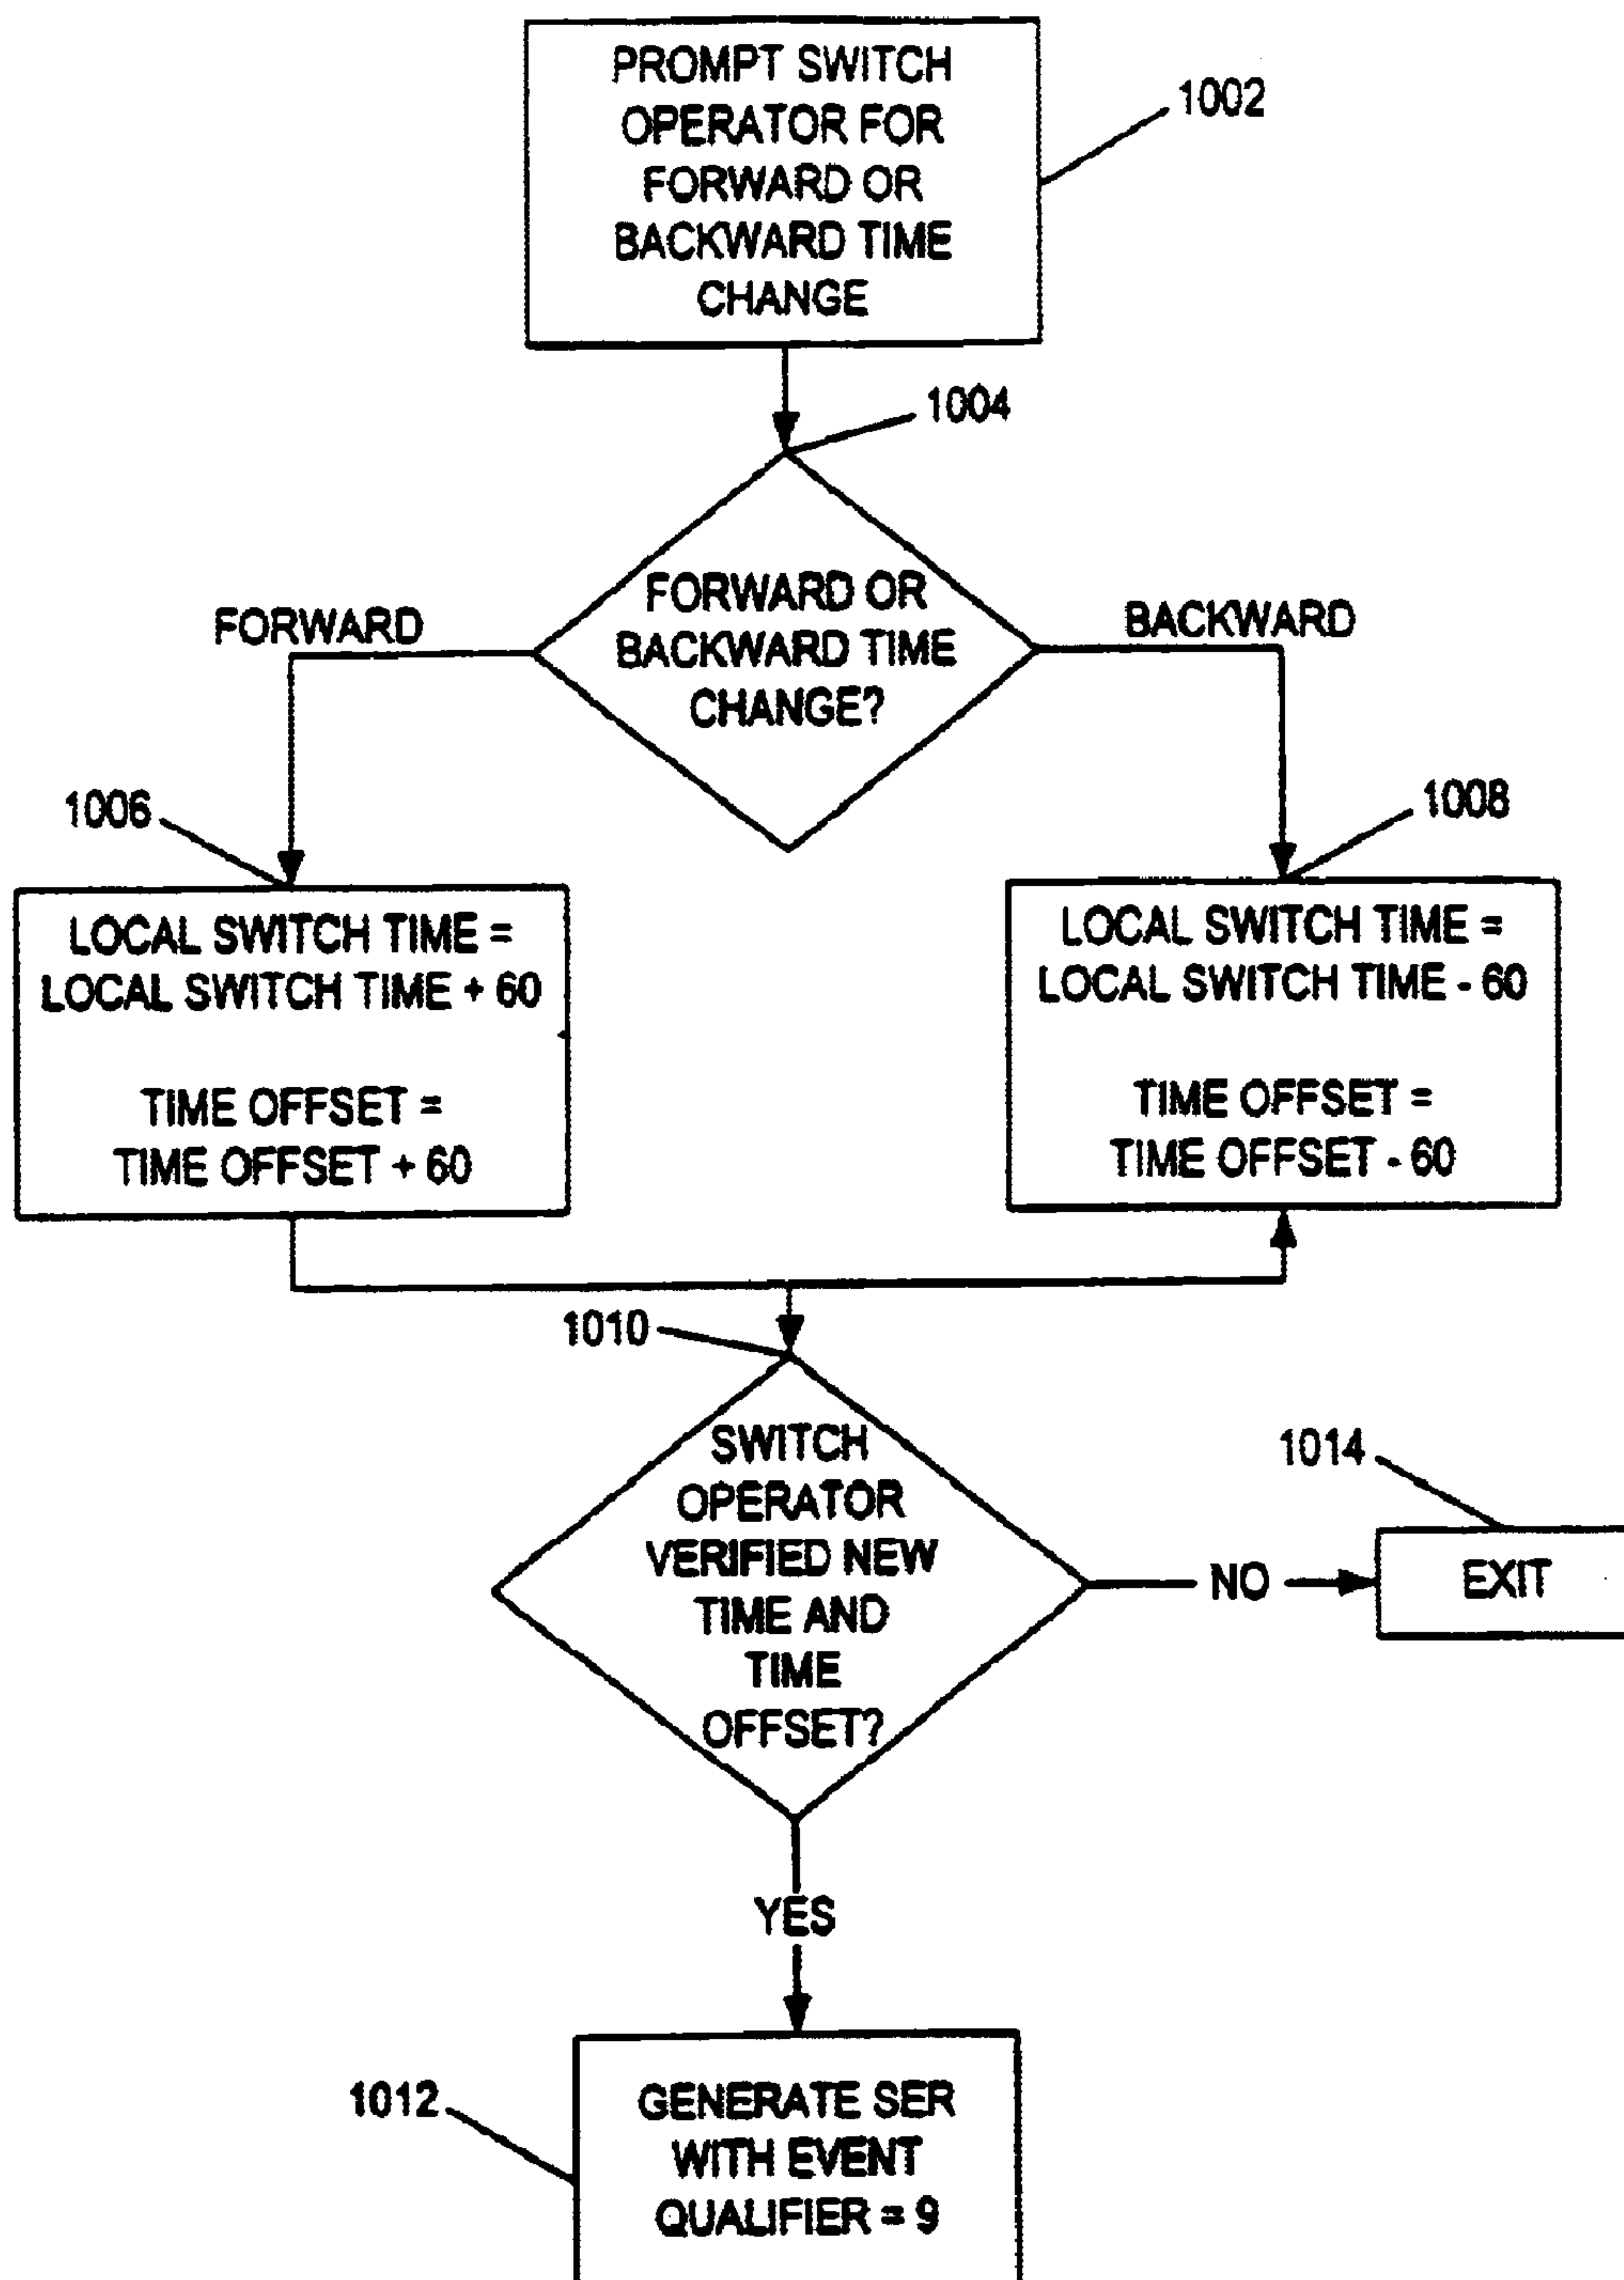 PROMPT SWITCH
OPERATOR FOR
FORWARD OR
BACKWARD TIME
CHANGE
1002
1004
FORWARD OR
BACKWARD TIME
CHANGE?
FORWARD
BACKWARD
1006
1008
LOCAL SWITCH TIME =
LOCAL SWITCH TIME + 60
TIME OFFSET =
TIME OFFSET + 60
LOCAL SWITCH TIME =
LOCAL SWITCH TIME - 60
TIME OFFSET =
TIME OFFSET - 60
1010
SWITCH
OPERATOR
VERIFIED NEW
TIME AND
TIME
OFFSET?
1014
NO
EXIT
YES
1012
GENERATE SER
WITH EVENT
QUALIFIER = 9